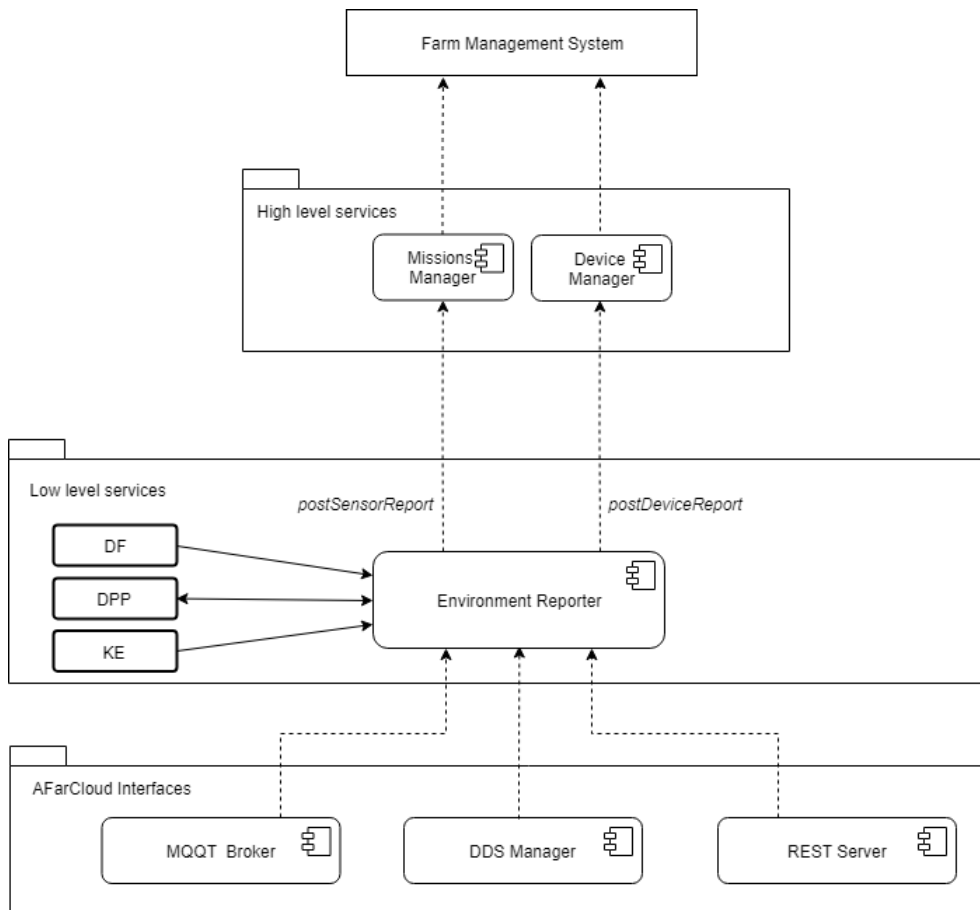 Farm Management System
High level services
Missions
Manager
Device
Manager
Low level services
postSensorReport
postDeviceReport
DF
DPP
KE
Environment Reporter
AFarCloud Interfaces
MQQT Broker
DDS Manager
REST Server